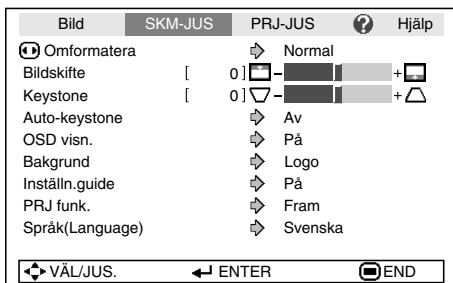 Bild SKM-JUS PRJ-JUS ? Hjälp
Omformatera Normal
Bildskifte [ 0] - +
Keystone [ 0] - +
Auto-keystone Av
OSD visn. På
Bakgrund Logo
Inställn.guide På
PRJ funk. Fram
Språk(Language) Svenska
VÄL/JUS. ENTER END